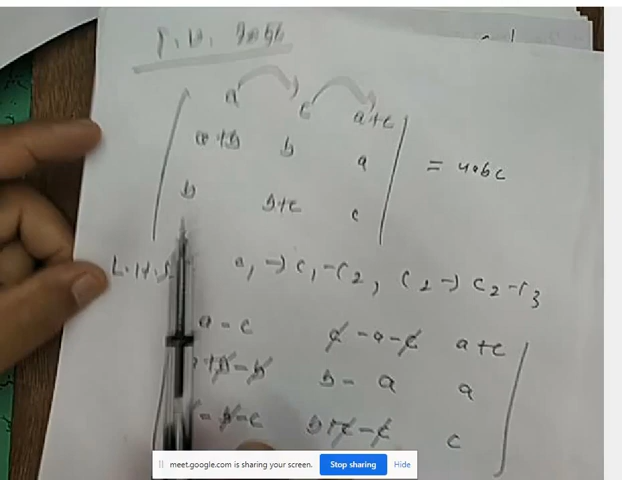 a c a+c
a+b b a = 4abc
b b+c c
L.H.S. c₁ -> c₁-c₂, c₂ -> c₂-c₃
a-c c-a-c a+c
+b-b b-a a
-b-c b+c-c c
meet.google.com is sharing your screen. Stop sharing Hide